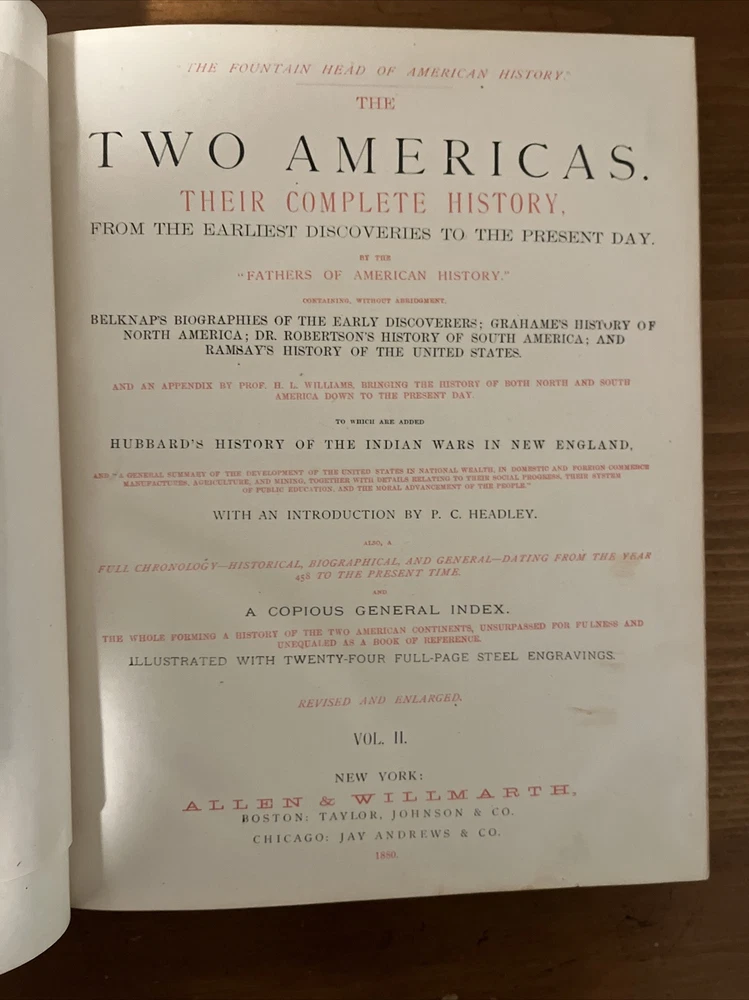 "THE FOUNTAIN HEAD OF AMERICAN HISTORY."
THE
TWO AMERICAS.
THEIR COMPLETE HISTORY,
FROM THE EARLIEST DISCOVERIES TO THE PRESENT DAY.
BY THE
"FATHERS OF AMERICAN HISTORY."
CONTAINING, WITHOUT ABRIDGMENT,
BELKNAP'S BIOGRAPHIES OF THE EARLY DISCOVERERS; GRAHAME'S HISTORY OF
NORTH AMERICA; DR. ROBERTSON'S HISTORY OF SOUTH AMERICA; AND
RAMSAY'S HISTORY OF THE UNITED STATES.
AND AN APPENDIX BY PROF. H. L. WILLIAMS, BRINGING THE HISTORY OF BOTH NORTH AND SOUTH
AMERICA DOWN TO THE PRESENT DAY.
TO WHICH ARE ADDED
HUBBARD'S HISTORY OF THE INDIAN WARS IN NEW ENGLAND,
AND "A GENERAL SUMMARY OF THE DEVELOPMENT OF THE UNITED STATES IN NATIONAL WEALTH, IN DOMESTIC AND FOREIGN COMMERCE
MANUFACTURES, AGRICULTURE, AND MINING, TOGETHER WITH DETAILS RELATING TO THEIR SOCIAL PROGRESS, THEIR SYSTEM
OF PUBLIC EDUCATION, AND THE MORAL ADVANCEMENT OF THE PEOPLE."
WITH AN INTRODUCTION BY P. C. HEADLEY.
ALSO, A
FULL CHRONOLOGY—HISTORICAL, BIOGRAPHICAL, AND GENERAL—DATING FROM THE YEAR
458 TO THE PRESENT TIME.
AND
A COPIOUS GENERAL INDEX.
THE WHOLE FORMING A HISTORY OF THE TWO AMERICAN CONTINENTS, UNSURPASSED FOR FULNESS AND
UNEQUALED AS A BOOK OF REFERENCE.
ILLUSTRATED WITH TWENTY-FOUR FULL-PAGE STEEL ENGRAVINGS.
REVISED AND ENLARGED.
VOL. II.
NEW YORK:
ALLEN & WILLMARTH,
BOSTON: TAYLOR, JOHNSON & CO.
CHICAGO: JAY ANDREWS & CO.
1880.